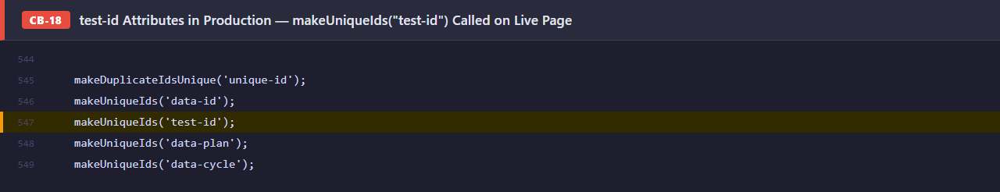 CB-18 test-id Attributes in Production — makeUniqueIds("test-id") Called on Live Page
544
545 makeDuplicateIdsUnique('unique-id');
546 makeUniqueIds('data-id');
547 makeUniqueIds('test-id');
548 makeUniqueIds('data-plan');
549 makeUniqueIds('data-cycle');